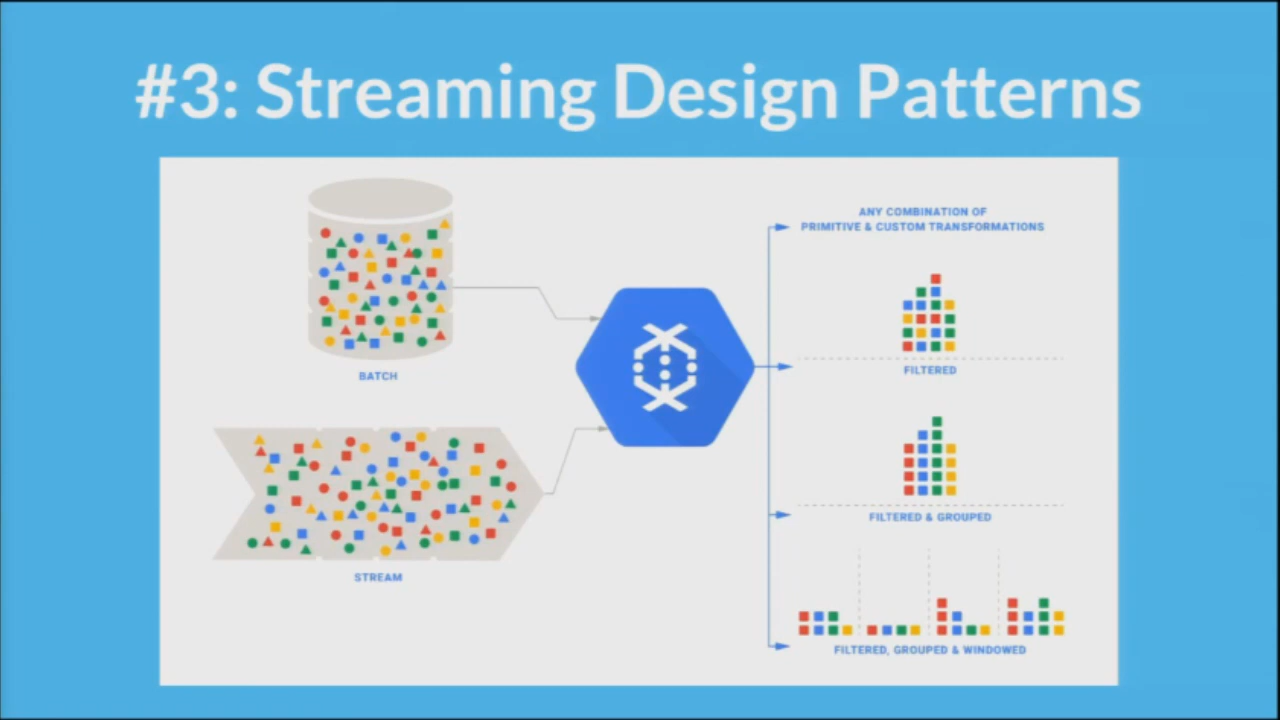 #3: Streaming Design Patterns
BATCH
STREAM
ANY COMBINATION OF
PRIMITIVE & CUSTOM TRANSFORMATIONS
FILTERED
FILTERED & GROUPED
FILTERED, GROUPED & WINDOWED